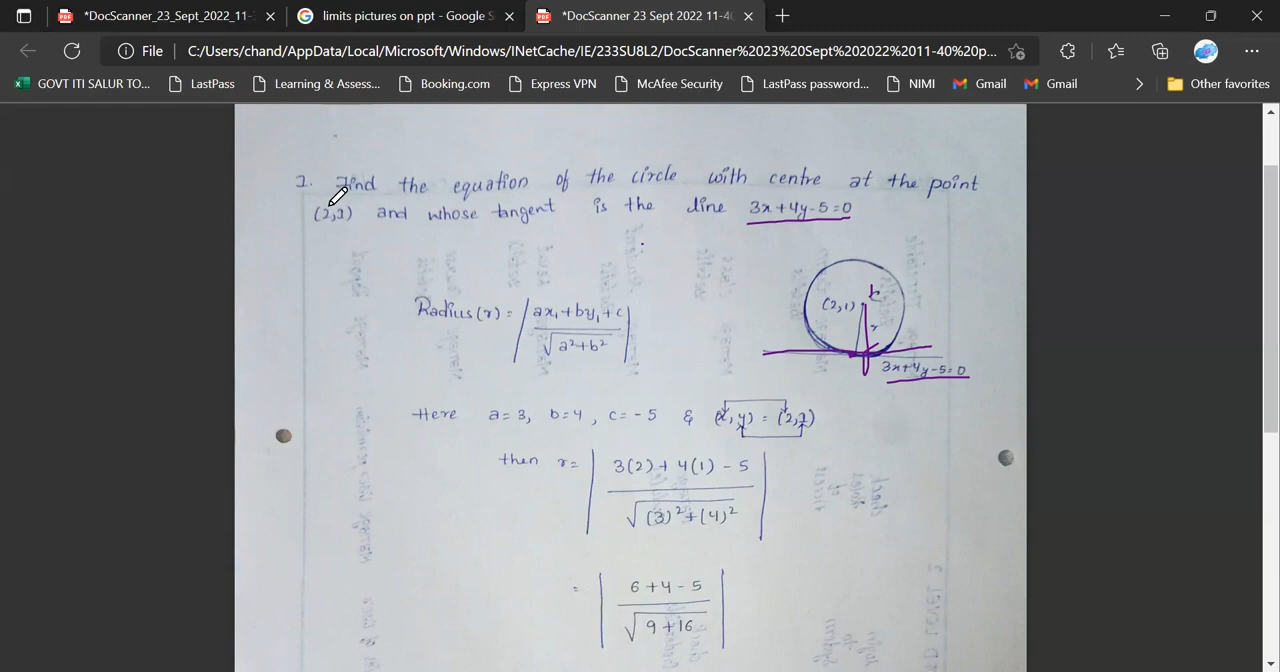 *DocScanner_23_Sept_2022_11-
limits pictures on ppt - Google S
*DocScanner 23 Sept 2022 11-40
File
C:/Users/chand/AppData/Local/Microsoft/Windows/INetCache/IE/233SU8L2/DocScanner%2023%20Sept%202022%2011-40%20p...
GOVT ITI SALUR TO...
LastPass
Learning & Assess...
Booking.com
Express VPN
McAfee Security
LastPass password...
NIMI
Gmail
Gmail
Other favorites
1. Find the equation of the circle with centre at the point
(2,1) and whose tangent is the line 3x+4y-5=0
Radius(r) = |ax₁+by₁+c / √a²+b²|
(2,1)
r
3x+4y-5=0
Here a=3, b=4, c=-5 & (x,y) = (2,1)
then r= |3(2)+4(1)-5 / √(3)²+(4)²|
= |6+4-5 / √9+16|